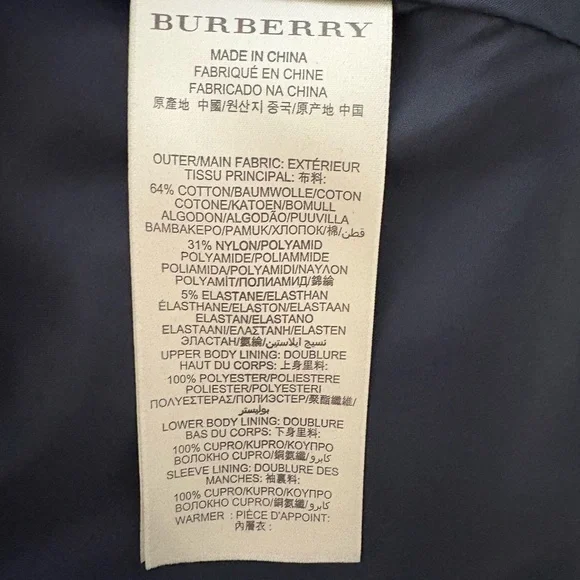 BURBERRY
MADE IN CHINA
FABRIQUÉ EN CHINE
FABRICADO NA CHINA
原產地 中國/원산지 중국/原产地 中国
OUTER/MAIN FABRIC: EXTÉRIEUR
TISSU PRINCIPAL: 布料:
64% COTTON/BAUMWOLLE/COTON
COTONE/KATOEN/BOMULL
ALGODON/ALGODÃO/PUUVILLA
ΒΑΜΒΑΚΕΡΟ/PAMUK/ХЛОПОК/棉/قطن
31% NYLON/POLYAMID
POLYAMIDE/POLIAMMIDE
POLIAMIDA/POLYAMIDI/ΝΑΥΛΟΝ
POLYAMİT/ПОЛИАМИД/錦綸
5% ELASTANE/ELASTHAN
ÉLASTHANE/ELASTON/ELASTAAN
ELASTAN/ELASTANO
ELASTAANI/ΕΛΑΣΤΑΝΗ/ELASTEN
ЭЛАСТАН/氨綸/نسيج ايلاستين
UPPER BODY LINING: DOUBLURE
HAUT DU CORPS: 上身里料:
100% POLYESTER/POLIESTERE
POLIESTER/POLYESTERI
ΠΟΛΥΕΣΤΕΡΑΣ/ПОЛИЭСТЕР/聚酯纖維/
بوليستر
LOWER BODY LINING: DOUBLURE
BAS DU CORPS: 下身里料:
100% CUPRO/KUPRO/ΚΟΥΠΡΟ
ВОЛОКНО CUPRO/銅氨纖/كابرو
SLEEVE LINING: DOUBLURE DES
MANCHES: 袖裏料:
100% CUPRO/KUPRO/ΚΟΥΠΡΟ
ВОЛОКНО CUPRO/銅氨纖/كابرو
WARMER : PIÈCE D'APPOINT:
內層衣 :